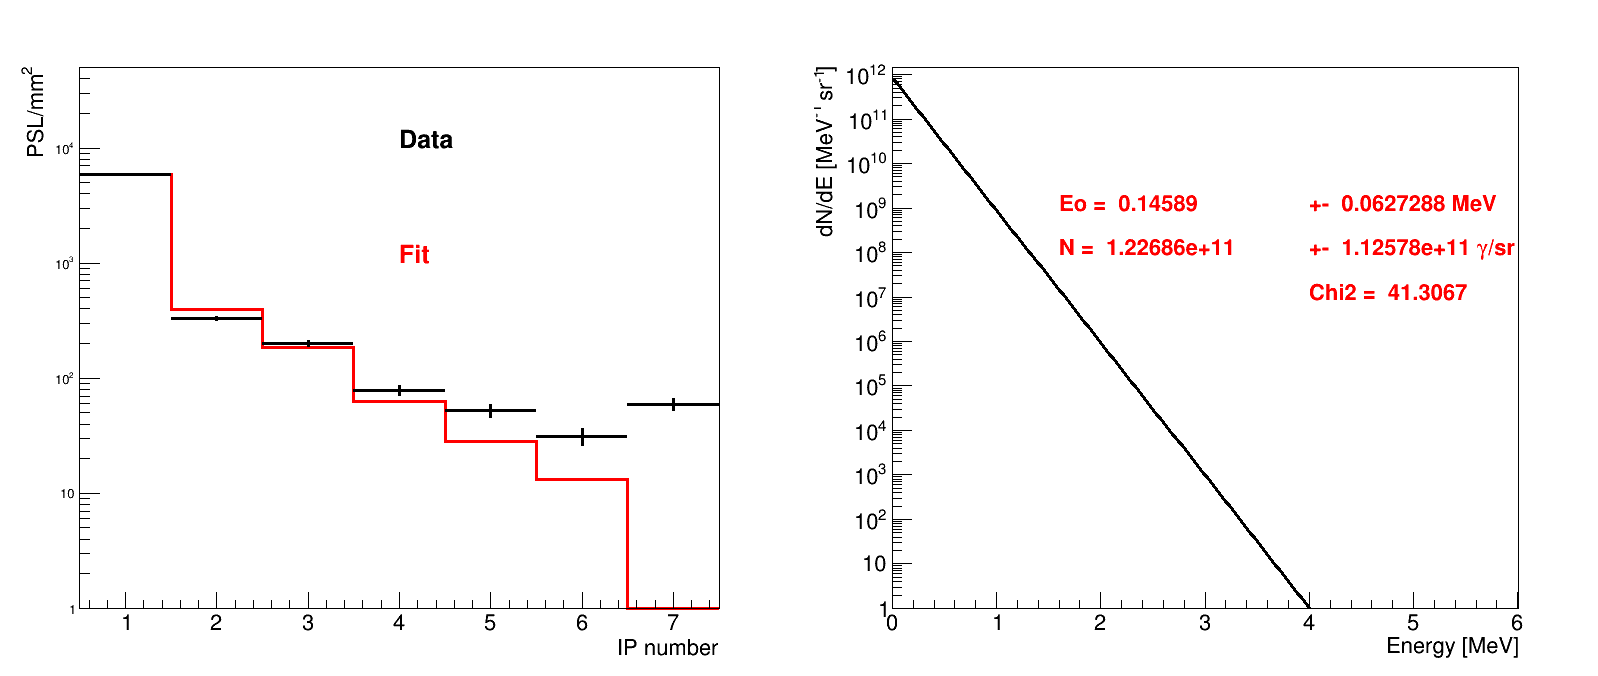 PSL/mm²
10⁴
10³
10²
10
1
Data
Fit
1 2 3 4 5 6 7
IP number
dN/dE [MeV⁻¹ sr⁻¹]
10¹²
10¹¹
10¹⁰
10⁹
10⁸
10⁷
10⁶
10⁵
10⁴
10³
10²
10
1
Eo = 0.14589 +- 0.0627288 MeV
N = 1.22686e+11 +- 1.12578e+11 γ/sr
Chi2 = 41.3067
0 1 2 3 4 5 6
Energy [MeV]